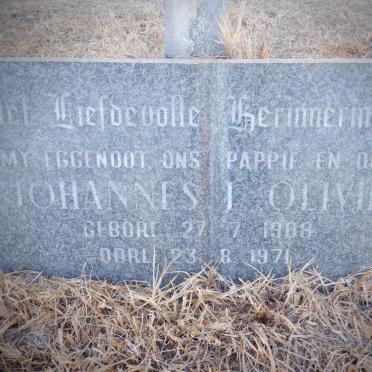 Liefdevolle Herinnering
MY EGGENOOT ONS PAPPIE EN
JOHANNES J. OLIVI
GEBORE 27.7.1908
OORL. 23.8.1971